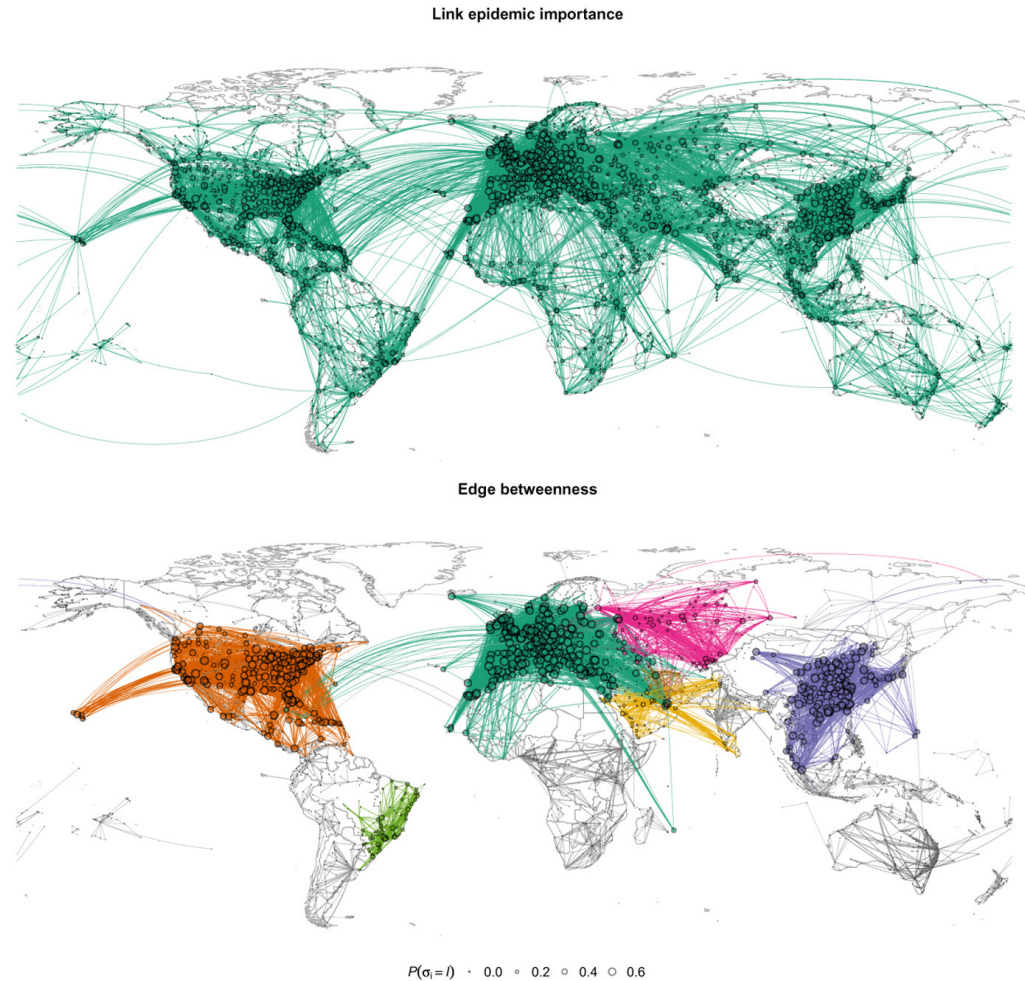 Link epidemic importance
Edge betweenness
P(σᵢ = I) 0.0 0.2 0.4 0.6